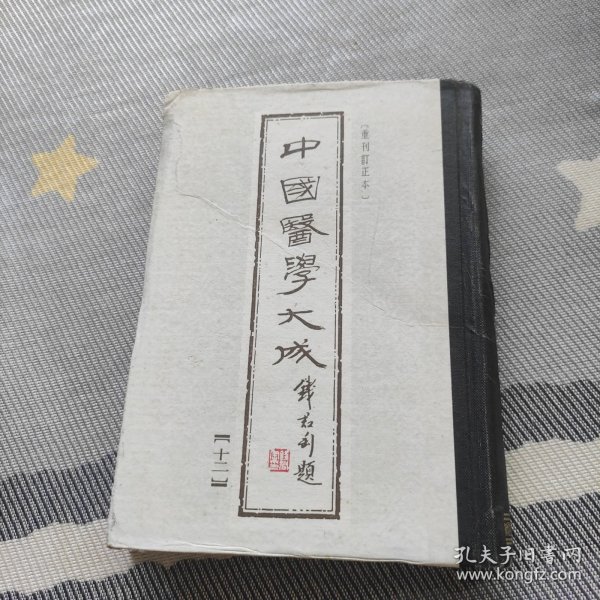 ［重刊訂正本］
中國醫學大成
錢君匋題
【十二】
孔夫子旧书网
www.kongfz.com